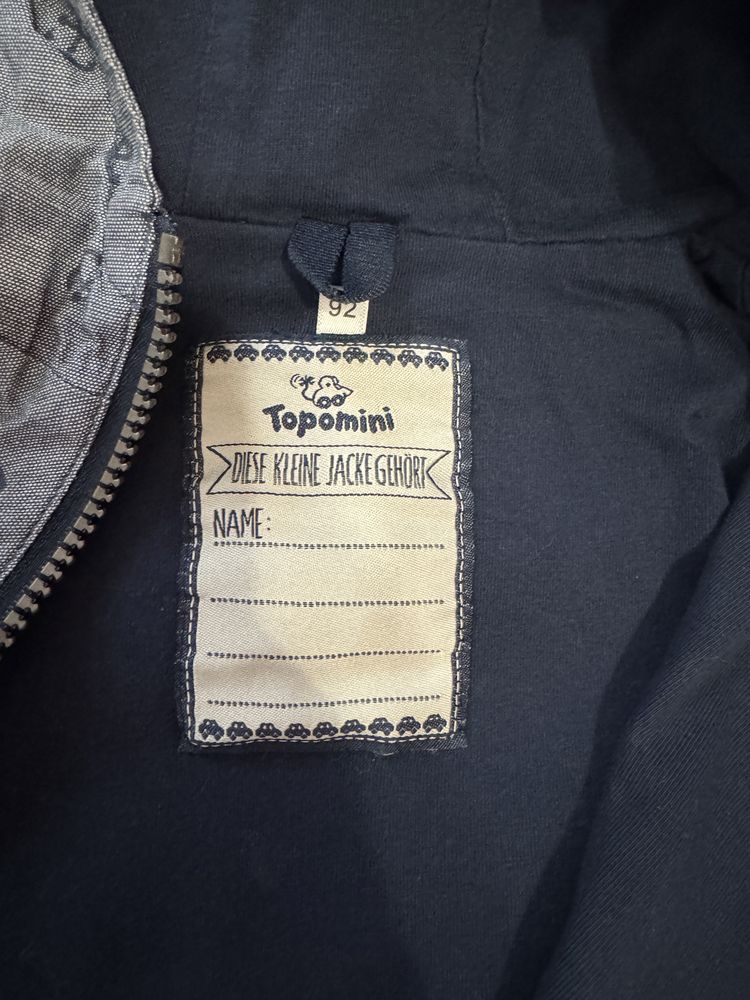 92
Topomini
DIESE KLEINE JACKE GEHÖRT
NAME: